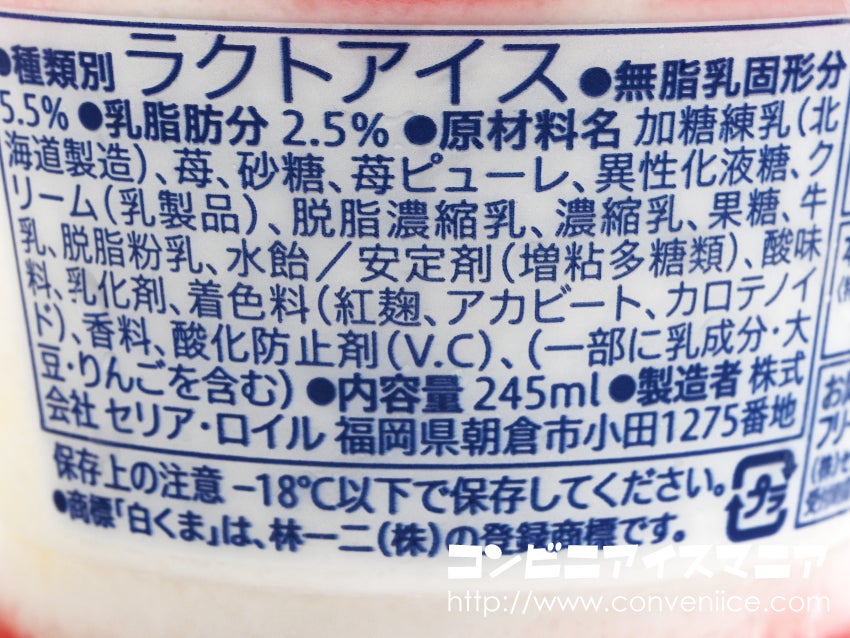 ●種類別 ラクトアイス ●無脂乳固形分
5.5% ●乳脂肪分 2.5% ●原材料名 加糖練乳(北
海道製造)、苺、砂糖、苺ピューレ、異性化液糖、ク
リーム(乳製品)、脱脂濃縮乳、濃縮乳、果糖、牛
乳、脱脂粉乳、水飴/安定剤(増粘多糖類)、酸味
料、乳化剤、着色料(紅麹、アカビート、カロテノイ
ド)、香料、酸化防止剤(V.C)、(一部に乳成分・大
豆・りんごを含む) ●内容量 245ml ●製造者 株式
会社 セリア・ロイル 福岡県朝倉市小田1275番地
保存上の注意 −18℃以下で保存してください。
プラ
●商標「白くま」は、林一二(株)の登録商標です。
フリー
(株)セ
コンビニアイスマニア
http://www.conveniice.com/